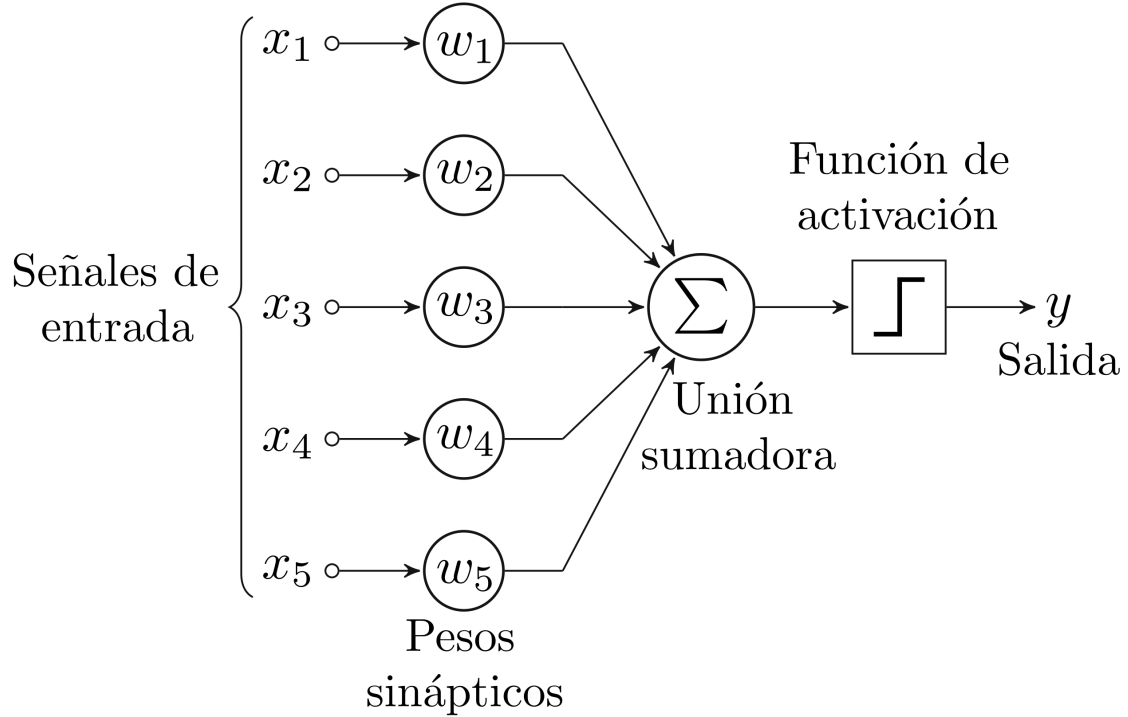 x₁ w₁
x₂ w₂
Función de
activación
Señales de
entrada
x₃ w₃ Σ y
Salida
Unión
sumadora
x₄ w₄
x₅ w₅
Pesos
sinápticos